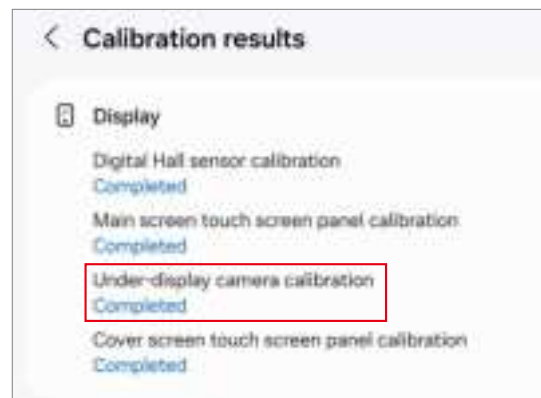 Calibration results
Display
Digital Hall sensor calibration
Completed
Main screen touch screen panel calibration
Completed
Under-display camera calibration
Completed
Cover screen touch screen panel calibration
Completed